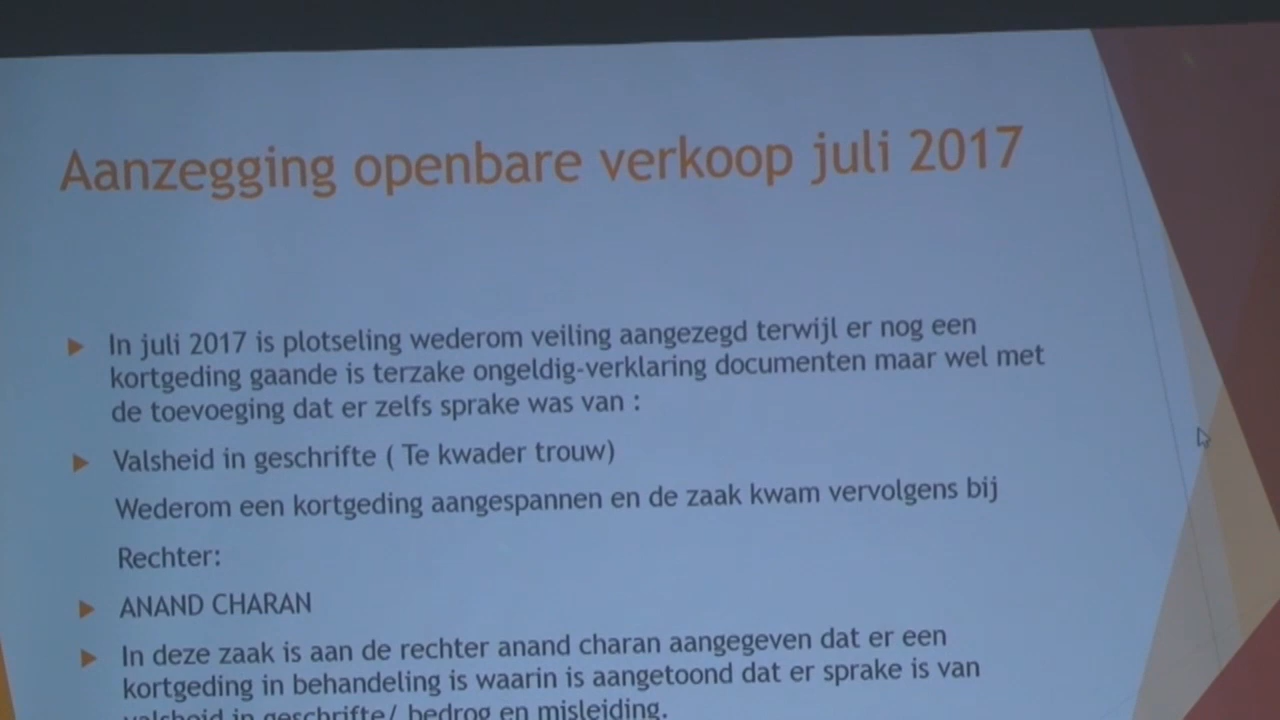 Aanzegging openbare verkoop juli 2017
In juli 2017 is plotseling wederom veiling aangezegd terwijl er nog een
kortgeding gaande is terzake ongeldig-verklaring documenten maar wel met
de toevoeging dat er zelfs sprake was van :
Valsheid in geschrifte ( Te kwader trouw)
Wederom een kortgeding aangespannen en de zaak kwam vervolgens bij
Rechter:
ANAND CHARAN
In deze zaak is aan de rechter anand charan aangegeven dat er een
kortgeding in behandeling is waarin is aangetoond dat er sprake is van
valsheid in geschrifte/ bedrog en misleiding.